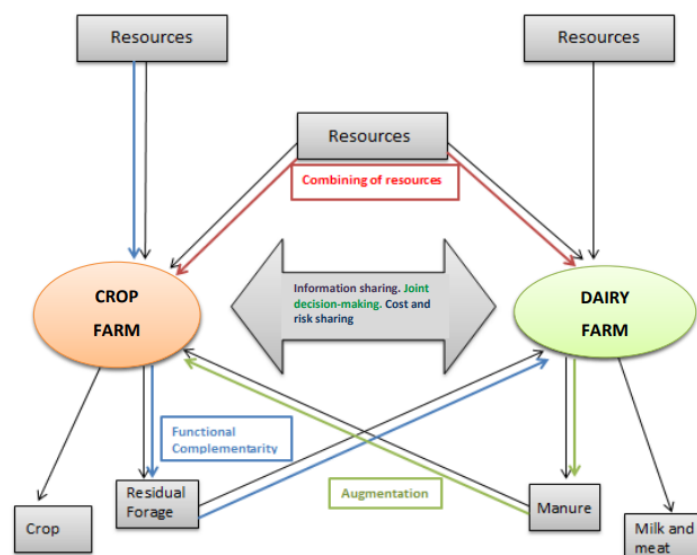 Resources
Resources
Resources
Combining of resources
Information sharing. Joint
decision-making. Cost and
risk sharing
CROP
FARM
DAIRY
FARM
Functional
Complementarity
Augmentation
Residual
Forage
Manure
Crop
Milk and
meat